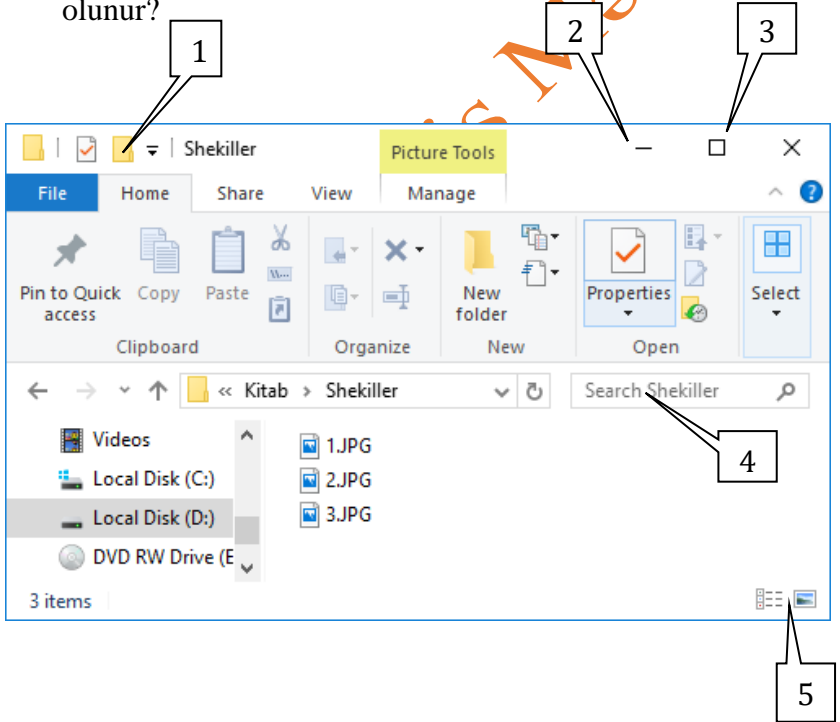 olunur?
1
2
3
Shekiller
Picture Tools
File Home Share View Manage
Pin to Quick access
Copy
Paste
W...
New folder
Properties
Select
Clipboard
Organize
New
Open
« Kitab > Shekiller
Search Shekiller
Videos
Local Disk (C:)
Local Disk (D:)
DVD RW Drive (E
1.JPG
2.JPG
3.JPG
4
3 items
5